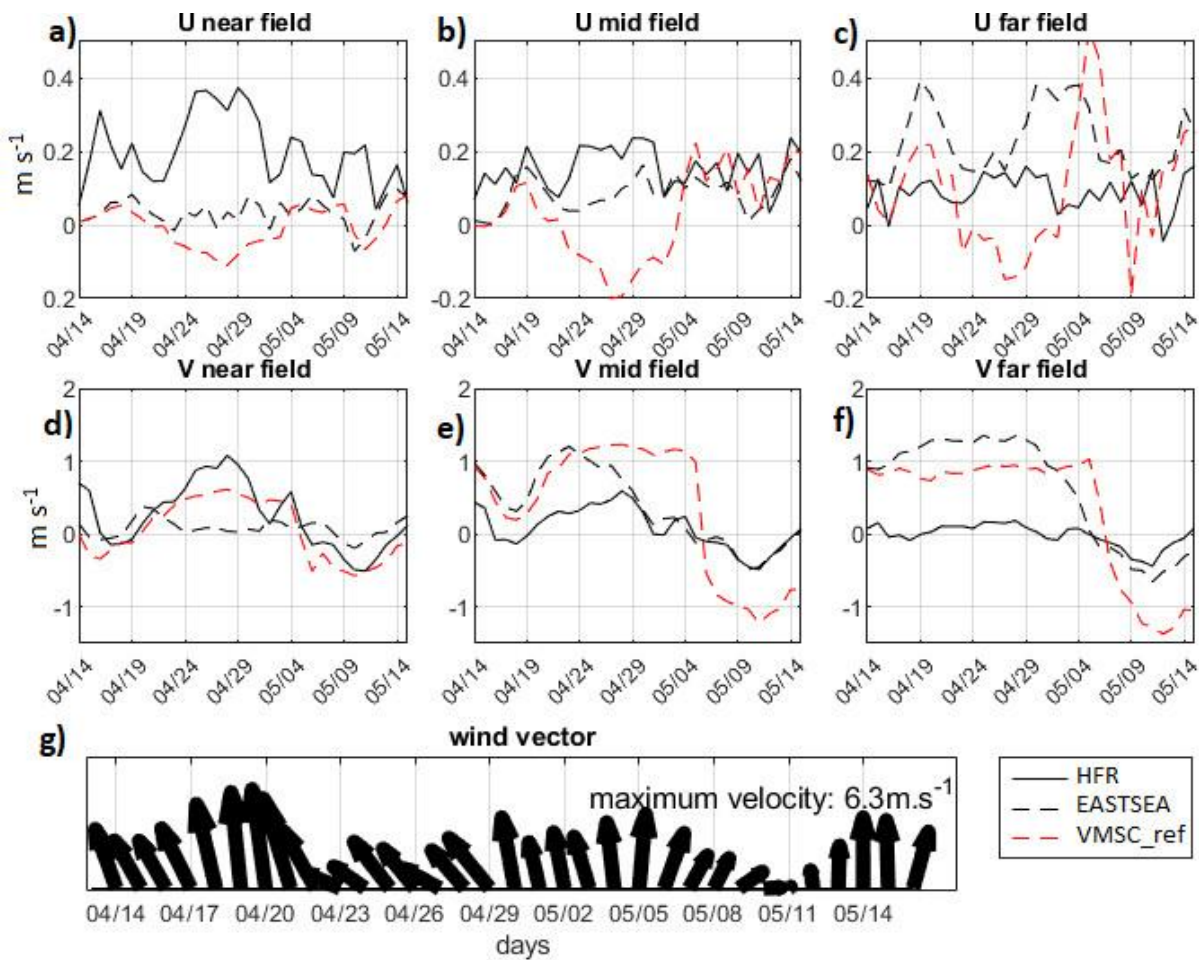 a) U near field
b) U mid field
c) U far field
m s-1
0.4
0.2
0
0.2
04/14 04/19 04/24 04/29 05/04 05/09 05/14
0.4
0.2
0
-0.2
04/14 04/19 04/24 04/29 05/04 05/09 05/14
0.4
0.2
0
-0.2
04/14 04/19 04/24 04/29 05/04 05/09 05/14
d) V near field
e) V mid field
f) V far field
m s-1
2
1
0
-1
04/14 04/19 04/24 04/29 05/04 05/09 05/14
2
1
0
-1
04/14 04/19 04/24 04/29 05/04 05/09 05/14
2
1
0
-1
04/14 04/19 04/24 04/29 05/04 05/09 05/14
g) wind vector
maximum velocity: 6.3m.s-1
04/14 04/17 04/20 04/23 04/26 04/29 05/02 05/05 05/08 05/11 05/14
days
HFR
EASTSEA
VMSC_ref